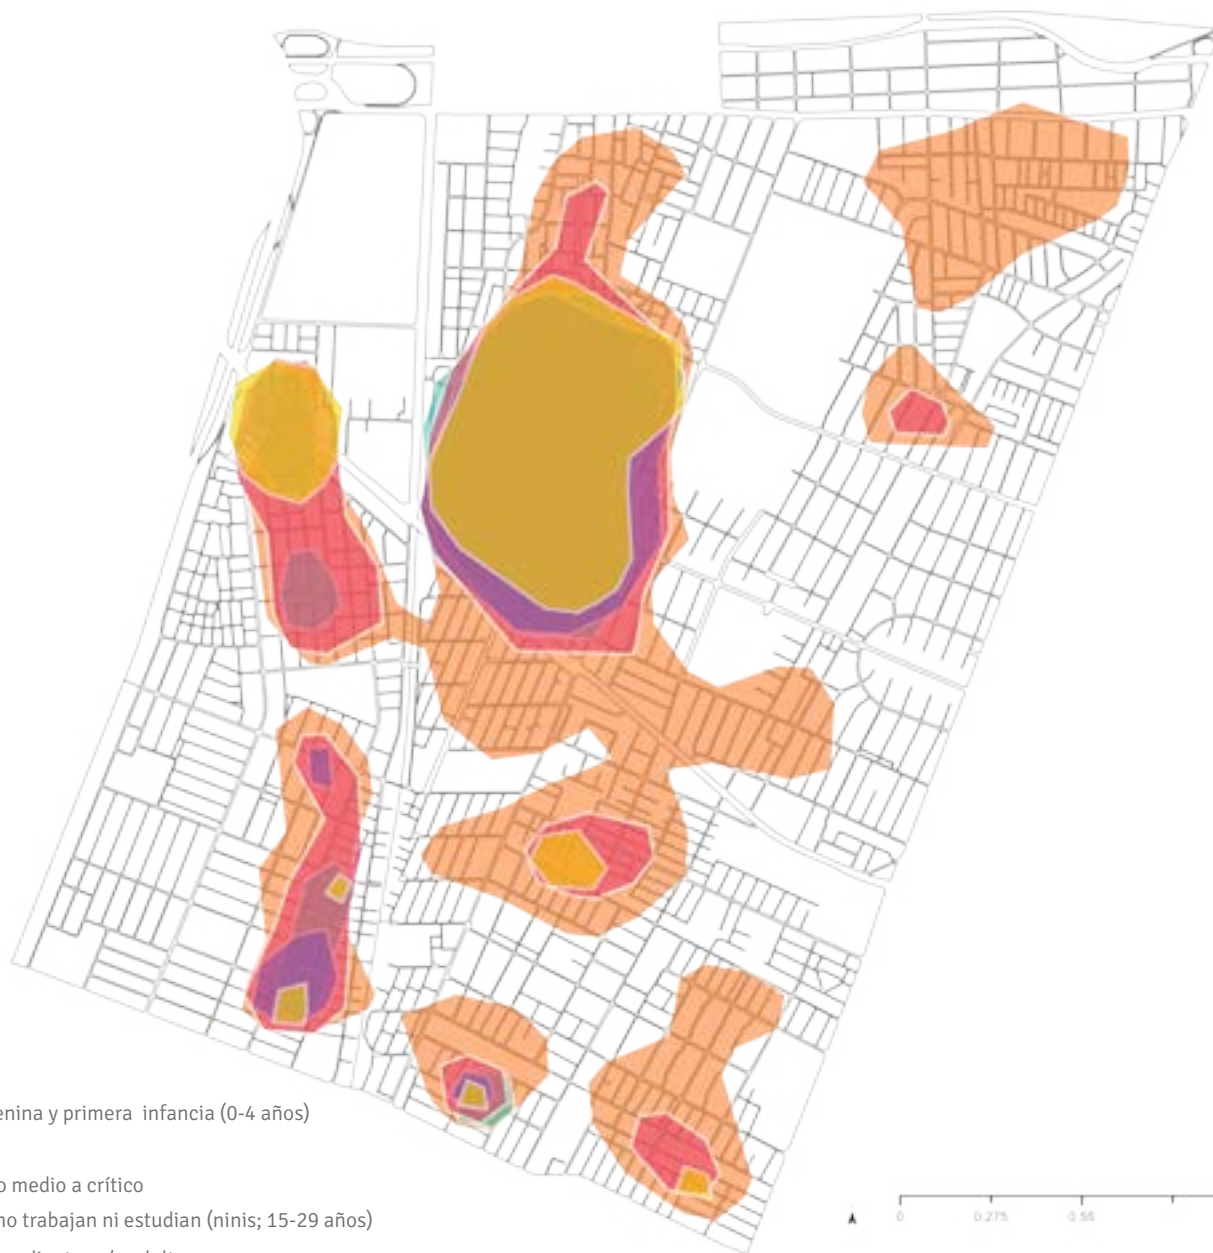 enina y primera infancia (0-4 años)
o medio a crítico
no trabajan ni estudian (ninis; 15-29 años)
0 0.275 0.55